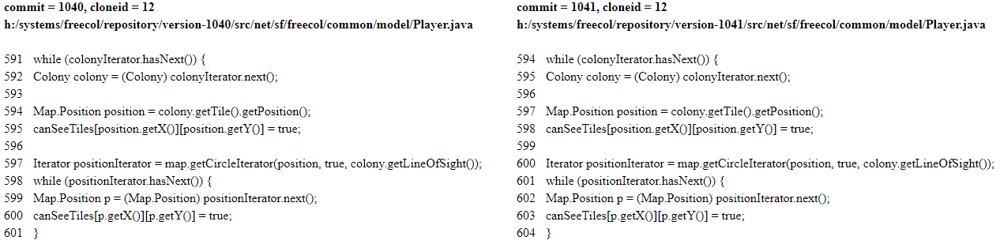 commit = 1040, cloneid = 12
h:/systems/freecol/repository/version-1040/src/net/sf/freecol/common/model/Player.java
591 while (colonyIterator.hasNext()) {
592 Colony colony = (Colony) colonyIterator.next();
593
594 Map.Position position = colony.getTile().getPosition();
595 canSeeTiles[position.getX()][position.getY()] = true;
596
597 Iterator positionIterator = map.getCircleIterator(position, true, colony.getLineOfSight());
598 while (positionIterator.hasNext()) {
599 Map.Position p = (Map.Position) positionIterator.next();
600 canSeeTiles[p.getX()][p.getY()] = true;
601 }
commit = 1041, cloneid = 12
h:/systems/freecol/repository/version-1041/src/net/sf/freecol/common/model/Player.java
594 while (colonyIterator.hasNext()) {
595 Colony colony = (Colony) colonyIterator.next();
596
597 Map.Position position = colony.getTile().getPosition();
598 canSeeTiles[position.getX()][position.getY()] = true;
599
600 Iterator positionIterator = map.getCircleIterator(position, true, colony.getLineOfSight());
601 while (positionIterator.hasNext()) {
602 Map.Position p = (Map.Position) positionIterator.next();
603 canSeeTiles[p.getX()][p.getY()] = true;
604 }